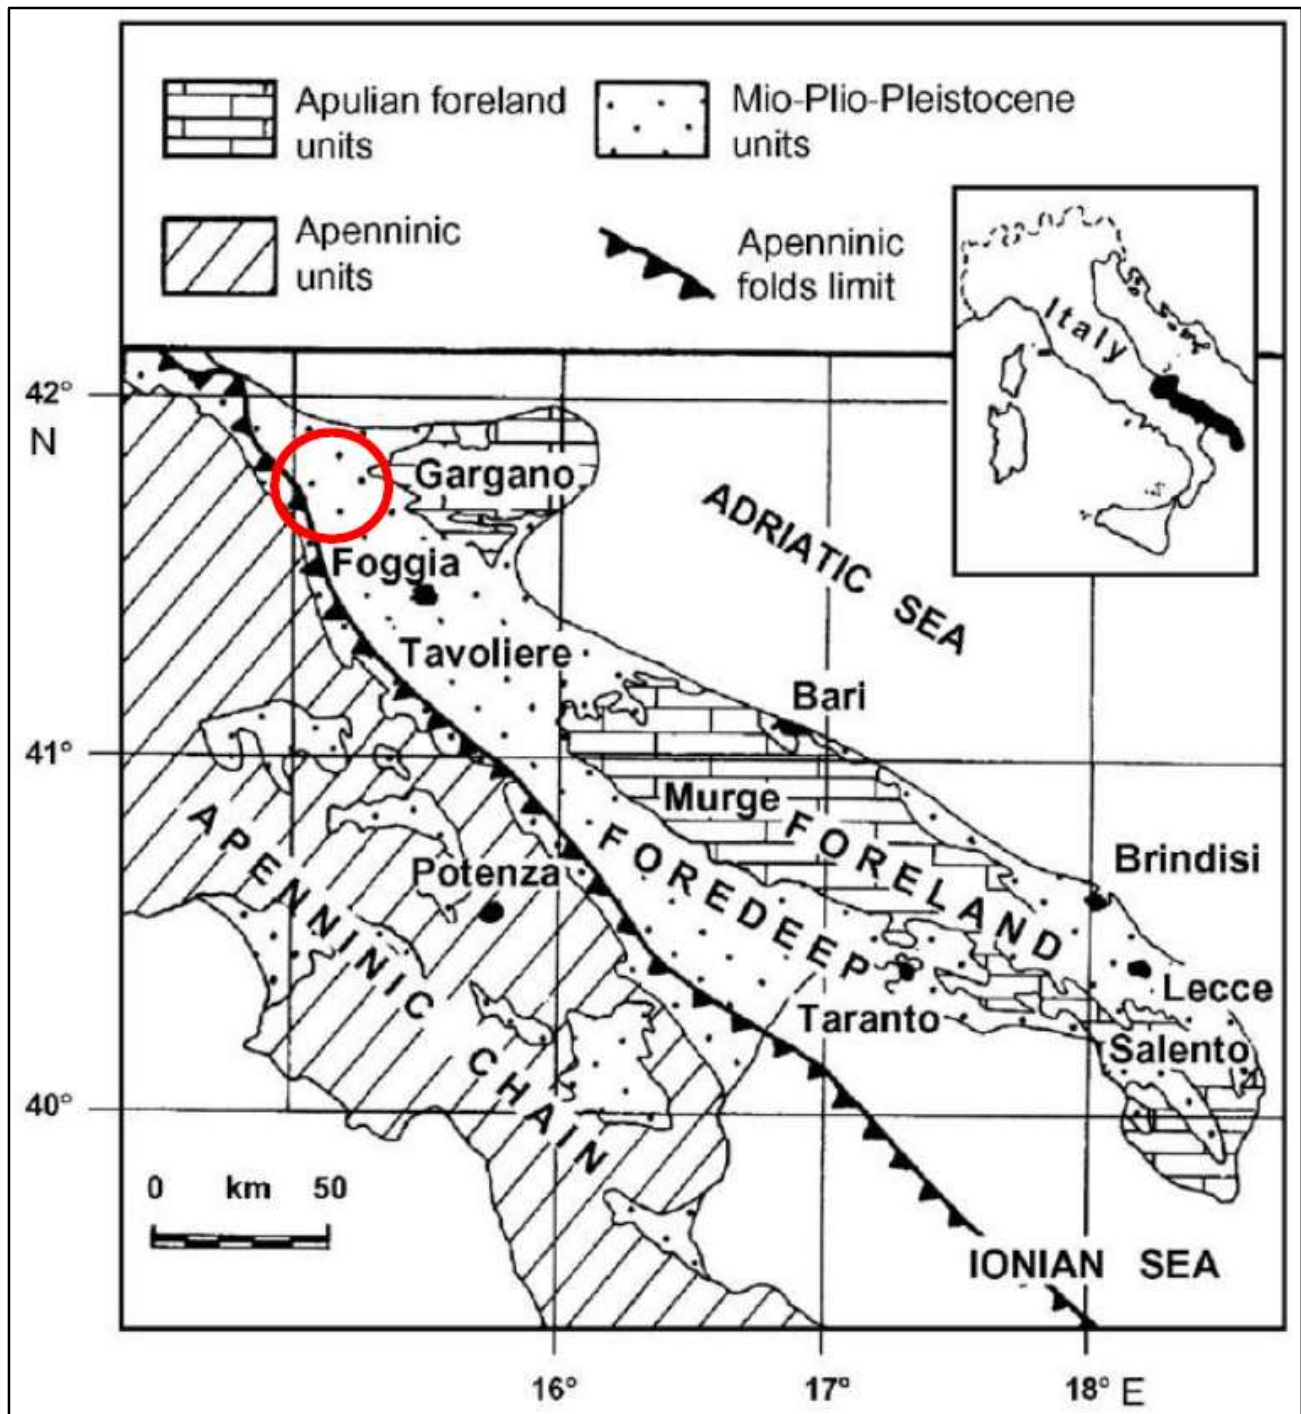 Apulian foreland
units
Mio-Plio-Pleistocene
units
Apenninic
units
Apenninic
folds limit
Italy
42°
N
Gargano
ADRIATIC SEA
Foggia
Tavoliere
Bari
41°
Murge
FORELAND
FOREDEEP
Brindisi
APENNINIC CHAIN
Potenza
Lecce
Taranto
Salento
40°
0 km 50
IONIAN SEA
16° 17° 18° E